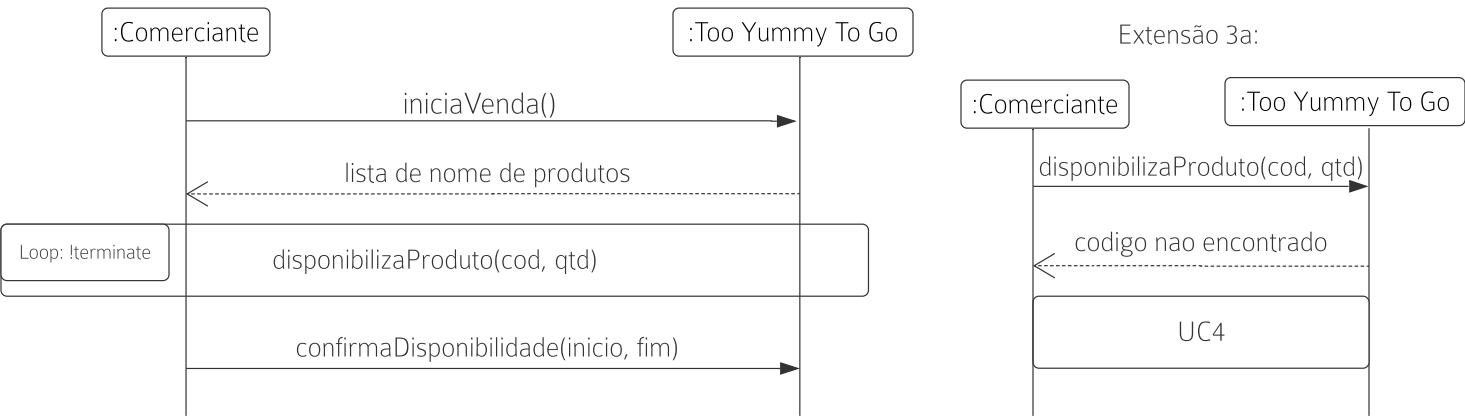 :Comerciante
:Too Yummy To Go
iniciaVenda()
lista de nome de produtos
Loop: !terminate
disponibilizaProduto(cod, qtd)
confirmaDisponibilidade(inicio, fim)
Extensão 3a:
:Comerciante
:Too Yummy To Go
disponibilizaProduto(cod, qtd)
codigo nao encontrado
UC4